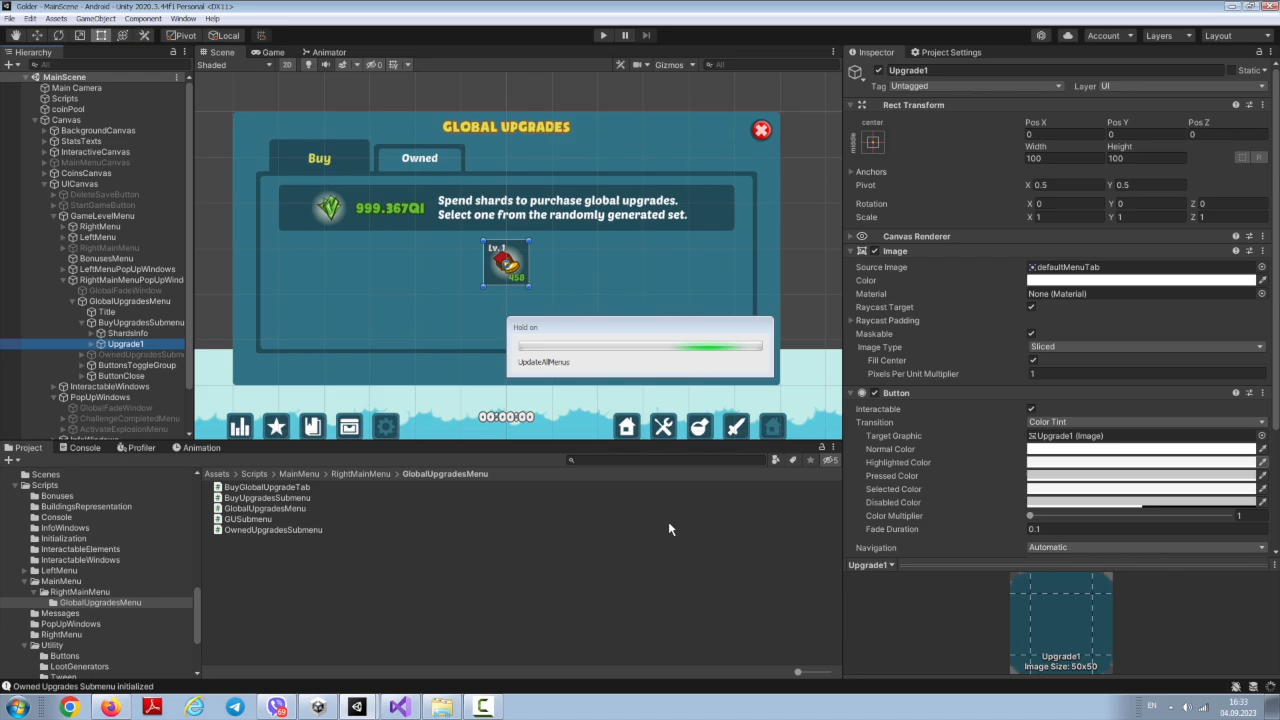 Golder - MainScene - Android - Unity 2020.3.44f1 Personal <DX11>
File Edit Assets GameObject Component Window Help
Pivot Local
Account Layers Layout
Hierarchy
All
MainScene
Main Camera
Scripts
coinPool
Canvas
BackgroundCanvas
StatsTexts
InteractiveCanvas
MainMenuCanvas
CoinsCanvas
UICanvas
DeleteSaveButton
StartGameButton
GameLevelMenu
RightMenu
LeftMenu
RightMainMenu
BonusesMenu
LeftMenuPopUpWindows
RightMainMenuPopUpWind
GlobalFadeWindow
GlobalUpgradesMenu
Title
BuyUpgradesSubmenu
ShardsInfo
Upgrade1
OwnedUpgradesSubm
ButtonsToggleGroup
ButtonClose
InteractableWindows
PopUpWindows
GlobalFadeWindow
ChallengeCompletedMenu
ActivateExplosionMenu
InfoWindows
Scene Game Animator
Shaded 2D 0 Gizmos All
GLOBAL UPGRADES
Buy Owned
999.367QI
Spend shards to purchase global upgrades.
Select one from the randomly generated set.
Lv. 1
458
Hold on
UpdateAllMenus
00:00:00
Inspector Project Settings
Upgrade1 Static
Tag Untagged Layer UI
Rect Transform
center Pos X Pos Y Pos Z
middle 0 0 0
Width Height
100 100
R
Anchors
Pivot X 0.5 Y 0.5
Rotation X 0 Y 0 Z 0
Scale X 1 Y 1 Z 1
Canvas Renderer
Image
Source Image defaultMenuTab
Color
Material None (Material)
Raycast Target
Raycast Padding
Maskable
Image Type Sliced
Fill Center
Pixels Per Unit Multiplier 1
Button
Interactable
Transition Color Tint
Target Graphic Upgrade1 (Image)
Normal Color
Highlighted Color
Pressed Color
Selected Color
Disabled Color
Color Multiplier 1
Fade Duration 0.1
Navigation Automatic
Upgrade1
Upgrade1
Image Size: 50x50
Project Console Profiler Animation
5
Scenes
Scripts
Bonuses
BuildingsRepresentation
Console
InfoWindows
Initialization
InteractableElements
InteractableWindows
LeftMenu
MainMenu
RightMainMenu
GlobalUpgradesMenu
Messages
PopUpWindows
RightMenu
Utility
Buttons
LootGenerators
Tween
Assets Scripts MainMenu RightMainMenu GlobalUpgradesMenu
BuyGlobalUpgradeTab
BuyUpgradesSubmenu
GlobalUpgradesMenu
GUSubmenu
OwnedUpgradesSubmenu
Owned Upgrades Submenu initialized
69
EN
16:33
04.09.2023